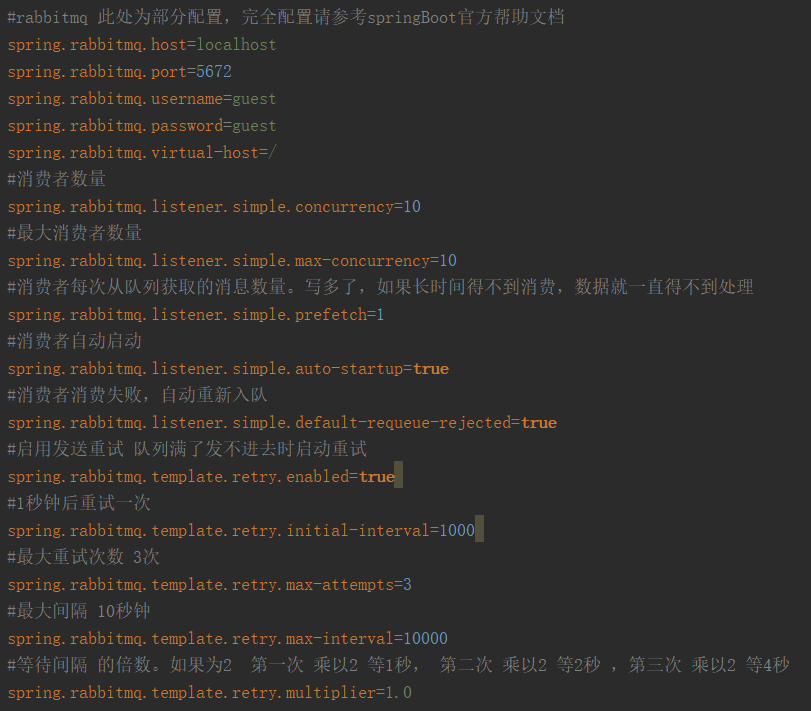 #rabbitmq 此处为部分配置，完全配置请参考springBoot官方帮助文档
spring.rabbitmq.host=localhost
spring.rabbitmq.port=5672
spring.rabbitmq.username=guest
spring.rabbitmq.password=guest
spring.rabbitmq.virtual-host=/
#消费者数量
spring.rabbitmq.listener.simple.concurrency=10
#最大消费者数量
spring.rabbitmq.listener.simple.max-concurrency=10
#消费者每次从队列获取的消息数量。写多了，如果长时间得不到消费，数据就一直得不到处理
spring.rabbitmq.listener.simple.prefetch=1
#消费者自动启动
spring.rabbitmq.listener.simple.auto-startup=true
#消费者消费失败，自动重新入队
spring.rabbitmq.listener.simple.default-requeue-rejected=true
#启用发送重试 队列满了发不进去时启动重试
spring.rabbitmq.template.retry.enabled=true
#1秒钟后重试一次
spring.rabbitmq.template.retry.initial-interval=1000
#最大重试次数 3次
spring.rabbitmq.template.retry.max-attempts=3
#最大间隔 10秒钟
spring.rabbitmq.template.retry.max-interval=10000
#等待间隔 的倍数。如果为2  第一次 乘以2 等1秒， 第二次 乘以2 等2秒 ，第三次 乘以2 等4秒
spring.rabbitmq.template.retry.multiplier=1.0